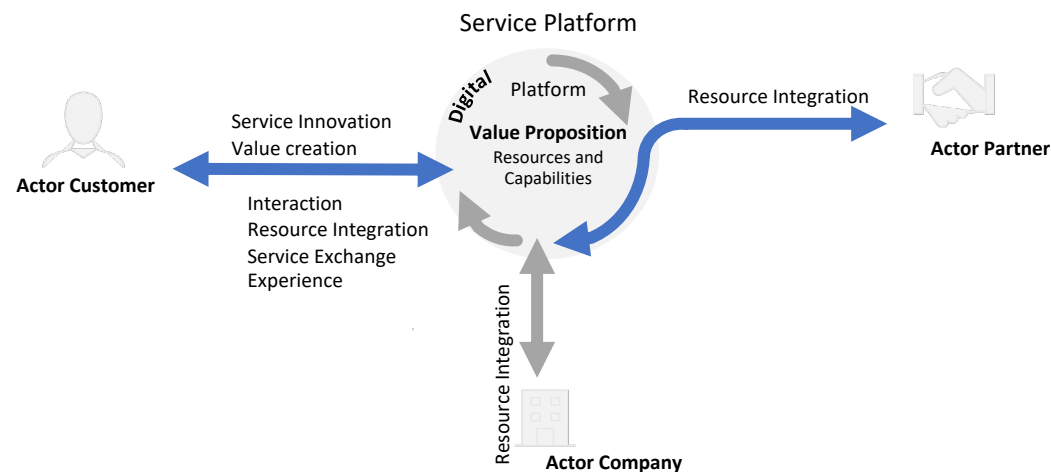 Service Platform
Digital
Platform
Value Proposition
Resources and
Capabilities
Service Innovation
Value creation
Actor Customer
Interaction
Resource Integration
Service Exchange
Experience
Resource Integration
Actor Partner
Resource Integration
Actor Company